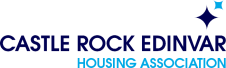 CASTLE ROCK EDINVAR
HOUSING ASSOCIATION